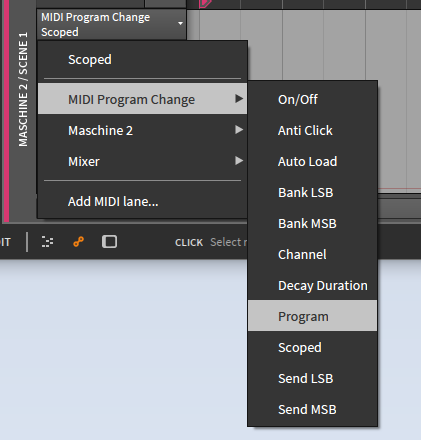 MASCHINE 2 / SCENE 1
MIDI Program Change
Scoped
Scoped
MIDI Program Change
Maschine 2
Mixer
Add MIDI lane...
On/Off
Anti Click
Auto Load
Bank LSB
Bank MSB
Channel
Decay Duration
Program
Scoped
Send LSB
Send MSB
CLICK Select